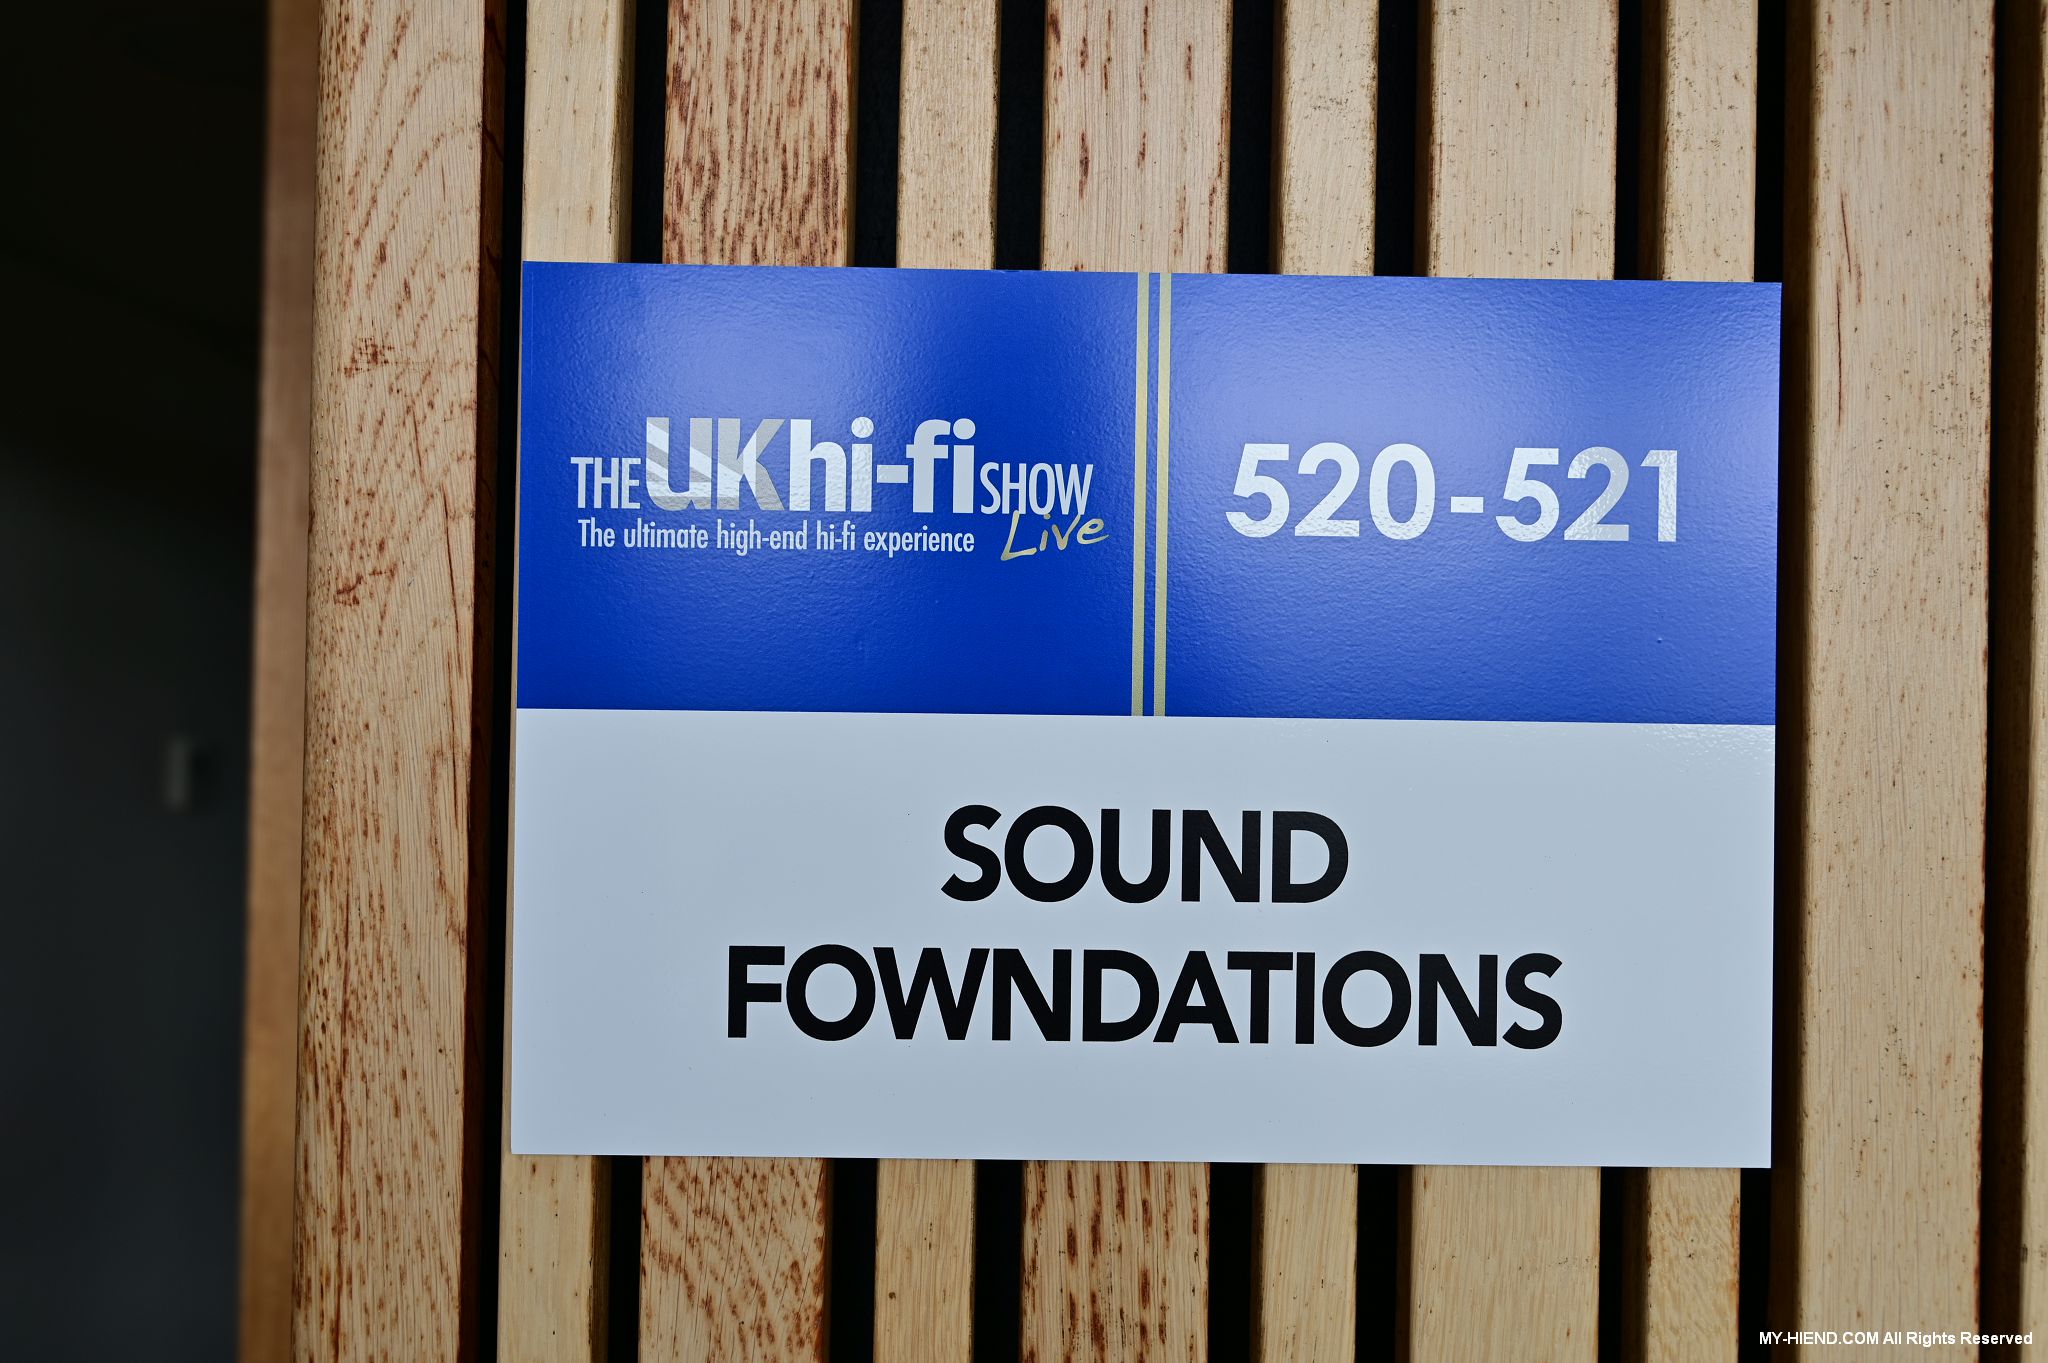 THE UK hi-fi SHOW
Live
The ultimate high-end hi-fi experience
520-521
SOUND
FOWNDATIONS
MY-HIEND.COM All Rights Reserved